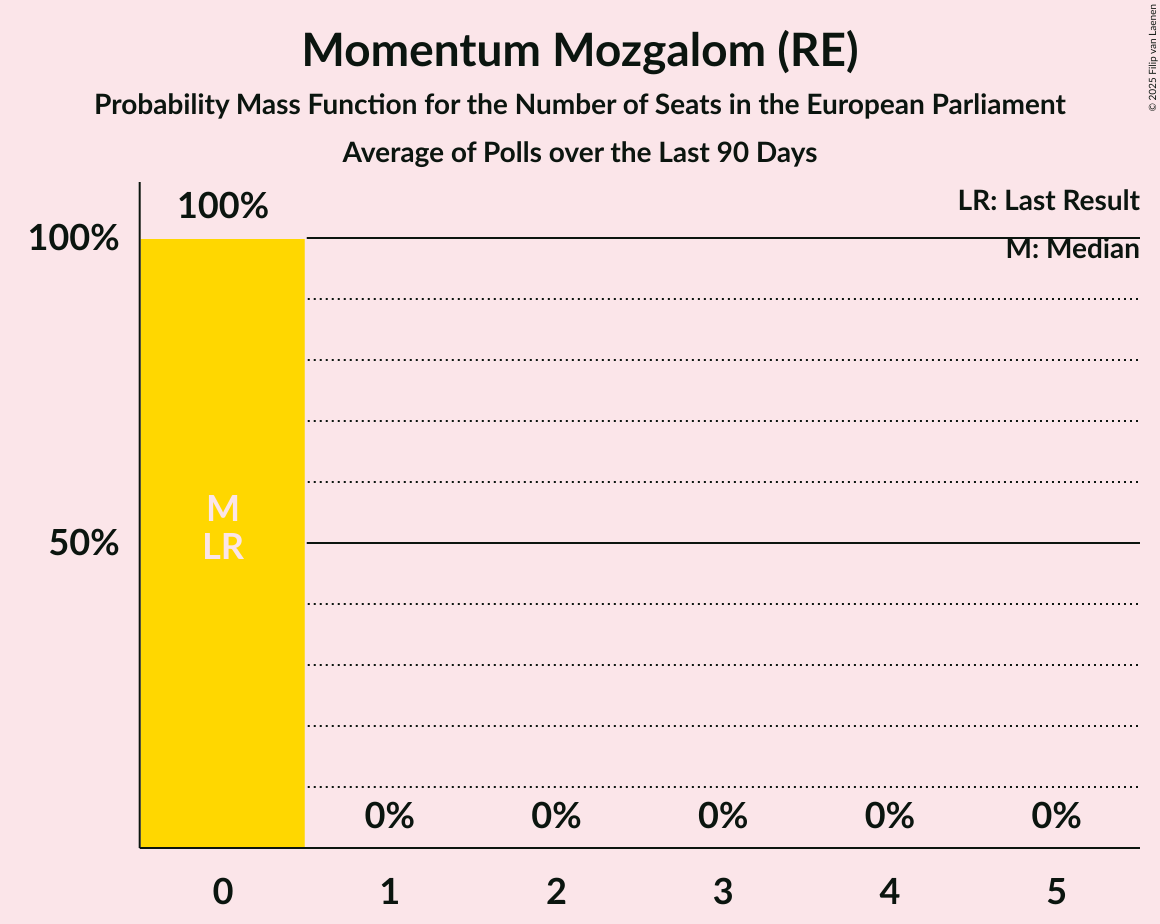 Momentum Mozgalom (RE)
Probability Mass Function for the Number of Seats in the European Parliament
Average of Polls over the Last 90 Days
© 2025 Filip van Laenen
LR: Last Result
M: Median
100%
100%
50%
M
LR
0%
0%
0%
0%
0%
0
1
2
3
4
5